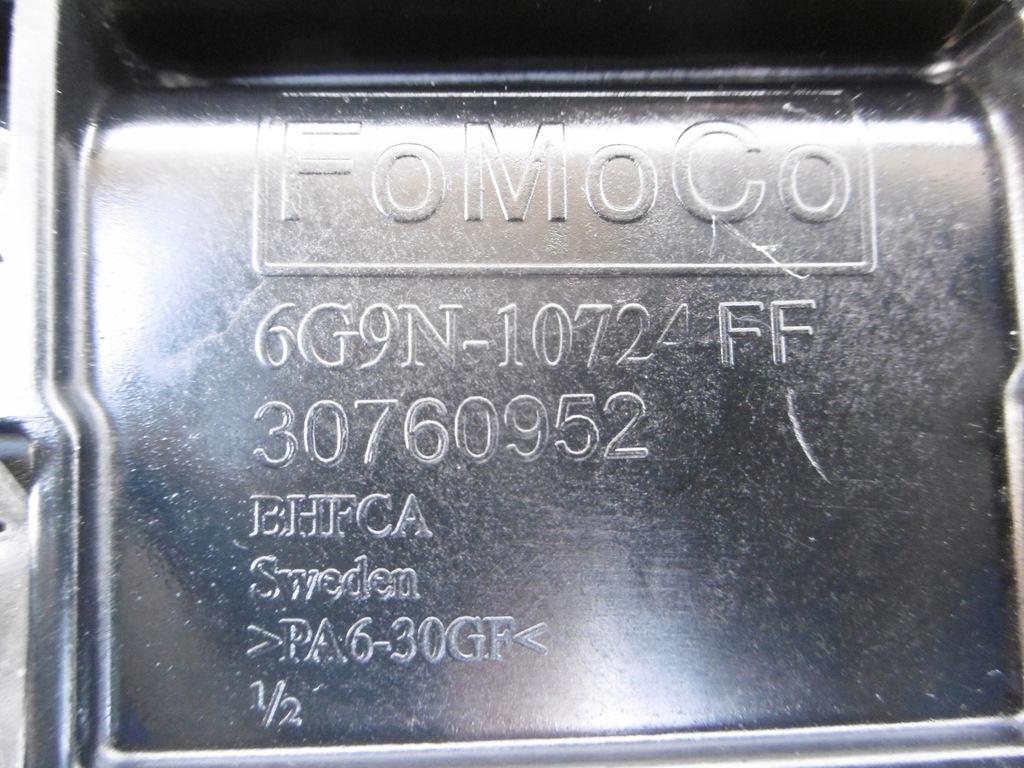 FoMoCo
6G9N-10724 FF
30760952
BHFCA
Sweden
>PA6-30GF<
1/2